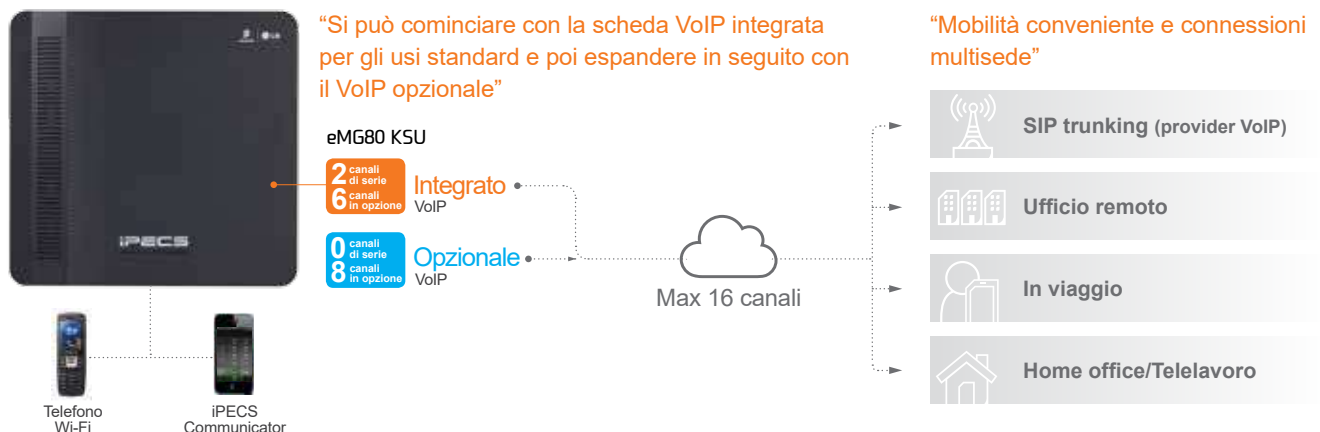 “Si può cominciare con la scheda VoIP integrata
per gli usi standard e poi espandere in seguito con
il VoIP opzionale”
“Mobilità conveniente e connessioni
multisede”
eMG80 KSU
2 canali di serie
6 canali in opzione
Integrato
VoIP
0 canali di serie
8 canali in opzione
Opzionale
VoIP
Max 16 canali
SIP trunking (provider VoIP)
Ufficio remoto
In viaggio
Home office/Telelavoro
LG
iPECS
Telefono
Wi-Fi
iPECS
Communicator